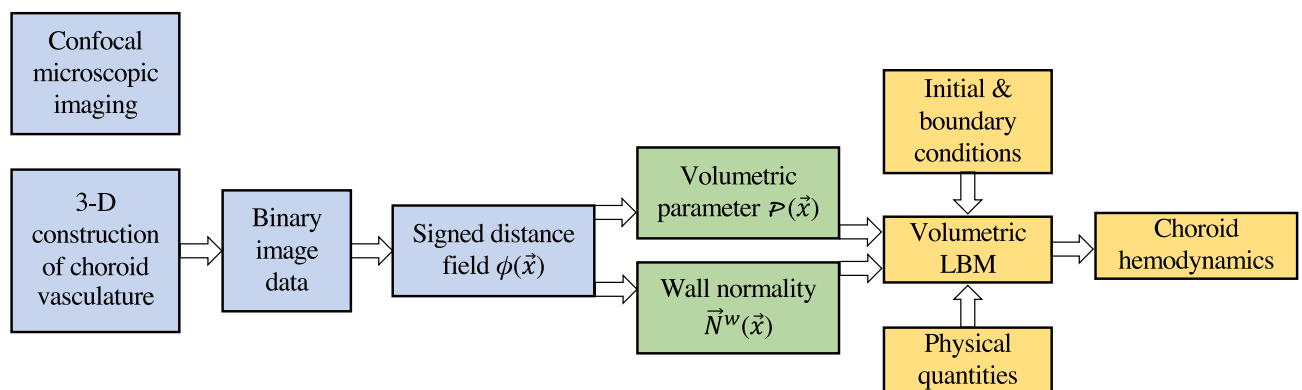 Confocal
microscopic
imaging
3-D
construction
of choroid
vasculature
Binary
image
data
Signed distance
field ϕ(x⃗)
Volumetric
parameter 𝒫(x⃗)
Wall normality
N⃗ʷ(x⃗)
Initial &
boundary
conditions
Volumetric
LBM
Physical
quantities
Choroid
hemodynamics